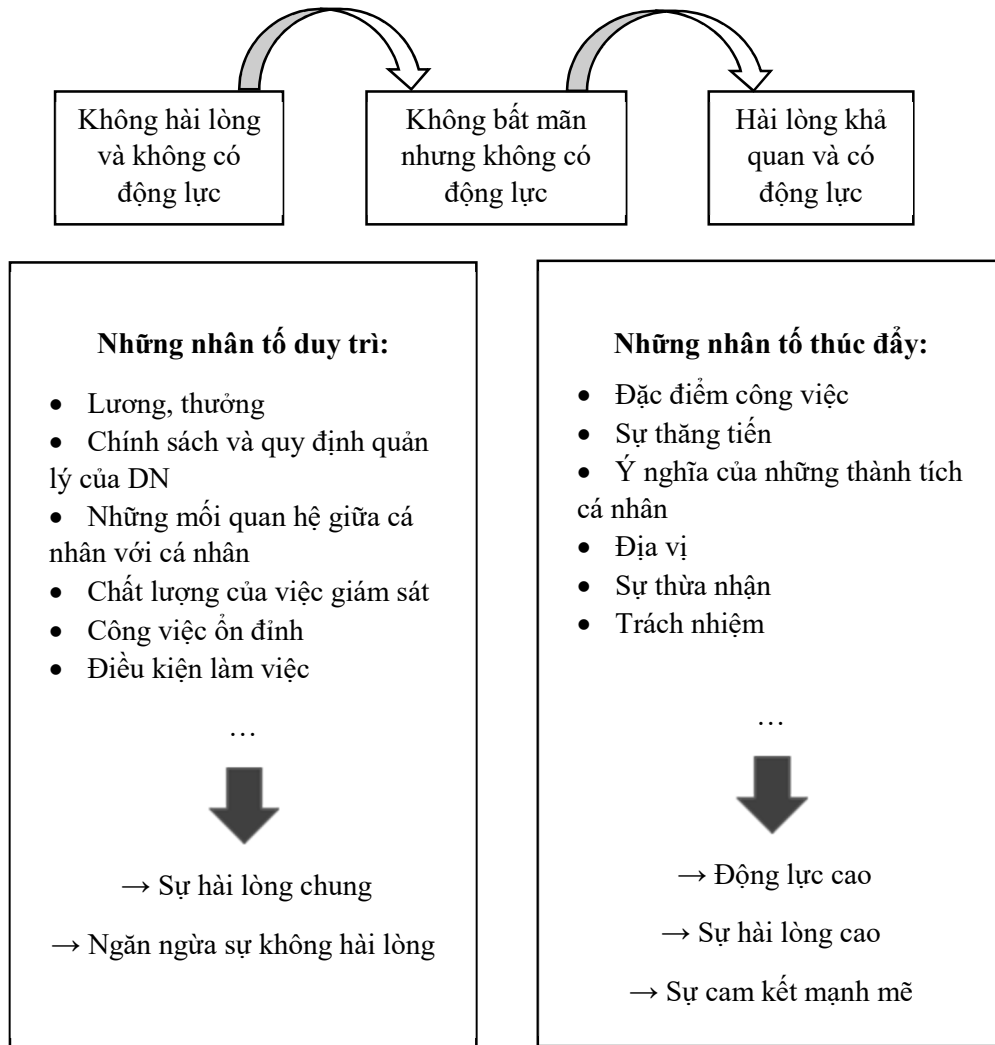 Không hài lòng
và không có
động lực
Không bất mãn
nhưng không có
động lực
Hài lòng khả
quan và có
động lực
Những nhân tố duy trì:
• Lương, thưởng
• Chính sách và quy định quản
lý của DN
• Những mối quan hệ giữa cá
nhân với cá nhân
• Chất lượng của việc giám sát
• Công việc ổn đỉnh
• Điều kiện làm việc
…
→ Sự hài lòng chung
→ Ngăn ngừa sự không hài lòng
Những nhân tố thúc đẩy:
• Đặc điểm công việc
• Sự thăng tiến
• Ý nghĩa của những thành tích
cá nhân
• Địa vị
• Sự thừa nhận
• Trách nhiệm
…
→ Động lực cao
→ Sự hài lòng cao
→ Sự cam kết mạnh mẽ